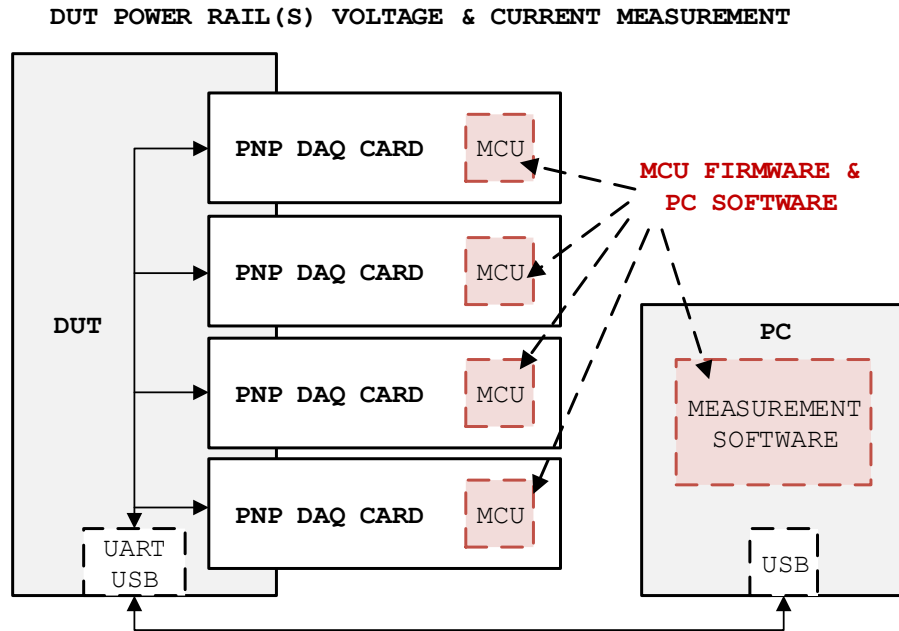 DUT POWER RAIL(S) VOLTAGE & CURRENT MEASUREMENT
PNP DAQ CARD
MCU
MCU FIRMWARE &
PC SOFTWARE
PNP DAQ CARD
MCU
DUT
PC
PNP DAQ CARD
MCU
MEASUREMENT
SOFTWARE
PNP DAQ CARD
MCU
UART
USB
USB